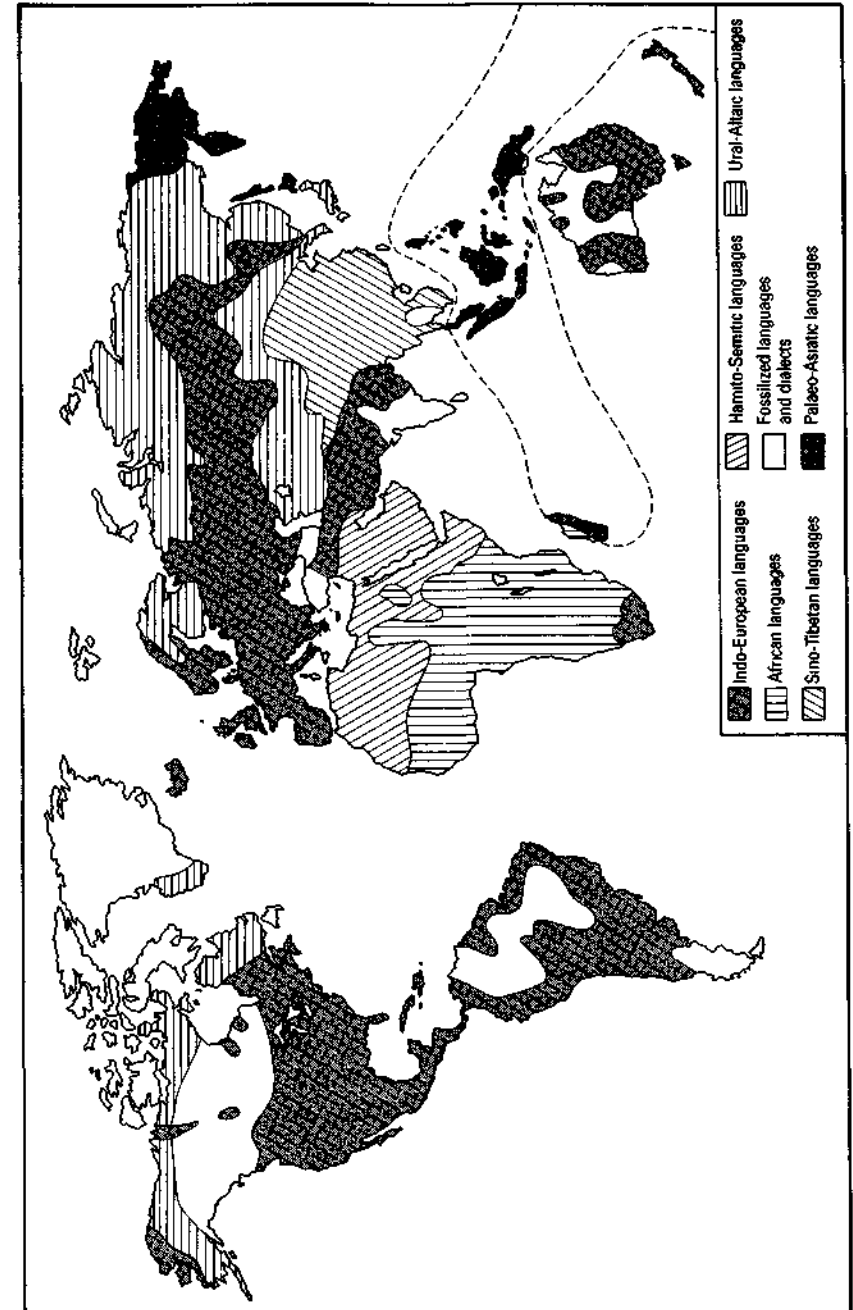 Indo-European languages
African languages
Sino-Tibetan languages
Hamito-Semitic languages
Fossilized languages
and dialects
Palaeo-Asiatic languages
Ural-Altaic languages